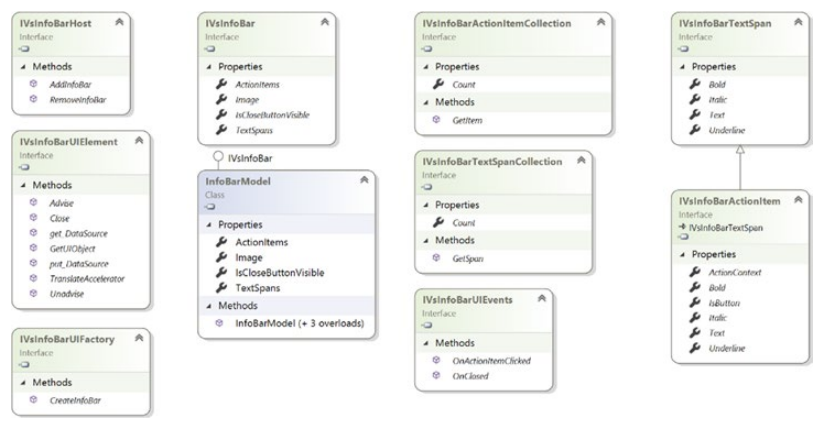 IVsInfoBarHost
Interface
Methods
AddInfoBar
RemoveInfoBar
IVsInfoBarUIElement
Interface
Methods
Advise
Close
get_DataSource
GetUIObject
put_DataSource
TranslateAccelerator
Unadvise
IVsInfoBarUIFactory
Interface
Methods
CreateInfoBar
IVsInfoBar
Interface
Properties
ActionItems
Image
IsCloseButtonVisible
TextSpans
IVsInfoBar
InfoBarModel
Class
Properties
ActionItems
Image
IsCloseButtonVisible
TextSpans
Methods
InfoBarModel (+ 3 overloads)
IVsInfoBarActionItemCollection
Interface
Properties
Count
Methods
GetItem
IVsInfoBarTextSpanCollection
Interface
Properties
Count
Methods
GetSpan
IVsInfoBarUIEvents
Interface
Methods
OnActionItemClicked
OnClosed
IVsInfoBarTextSpan
Interface
Properties
Bold
Italic
Text
Underline
IVsInfoBarActionItem
Interface
IVsInfoBarTextSpan
Properties
ActionContext
Bold
IsButton
Italic
Text
Underline